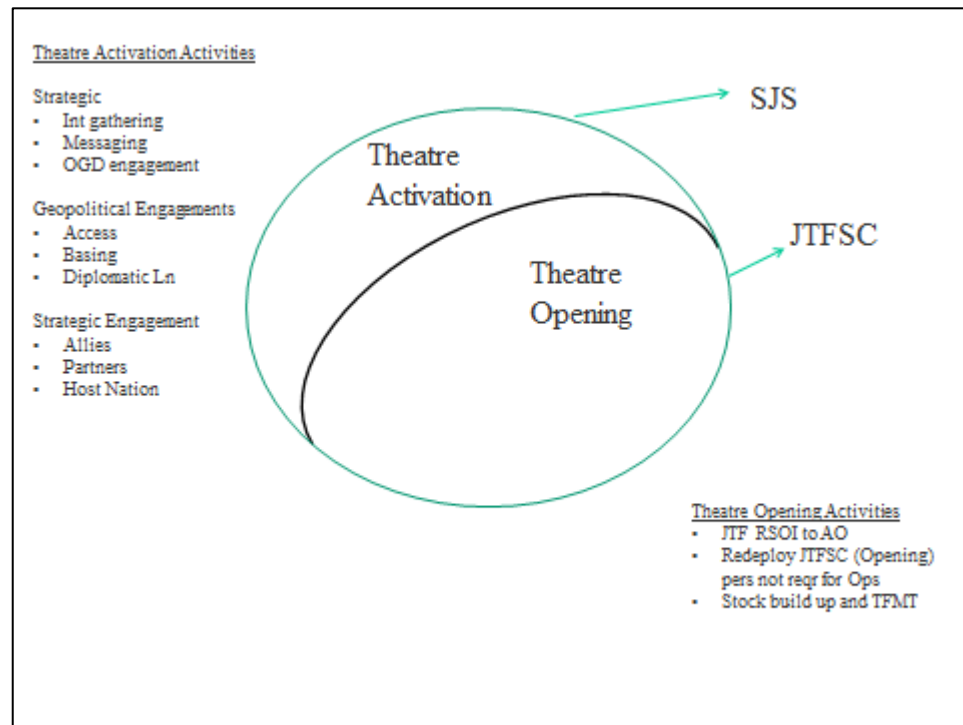 Theatre Activation Activities
Strategic
▪ Int gathering
▪ Messaging
▪ OGD engagement
Geopolitical Engagements
▪ Access
▪ Basing
▪ Diplomatic Ln
Strategic Engagement
▪ Allies
▪ Partners
▪ Host Nation
Theatre
Activation
Theatre
Opening
SJS
JTFSC
Theatre Opening Activities
▪ JTF RSOI to AO
▪ Redeploy JTFSC (Opening)
pers not reqr for Ops
▪ Stock build up and TFMT